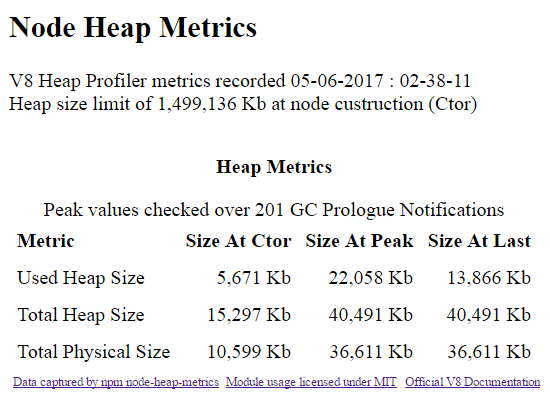 Node Heap Metrics
V8 Heap Profiler metrics recorded 05-06-2017 : 02-38-11
Heap size limit of 1,499,136 Kb at node custruction (Ctor)
Heap Metrics
Peak values checked over 201 GC Prologue Notifications
Metric Size At Ctor Size At Peak Size At Last
Used Heap Size 5,671 Kb 22,058 Kb 13,866 Kb
Total Heap Size 15,297 Kb 40,491 Kb 40,491 Kb
Total Physical Size 10,599 Kb 36,611 Kb 36,611 Kb
Data captured by npm node-heap-metrics Module usage licensed under MIT Official V8 Documentation